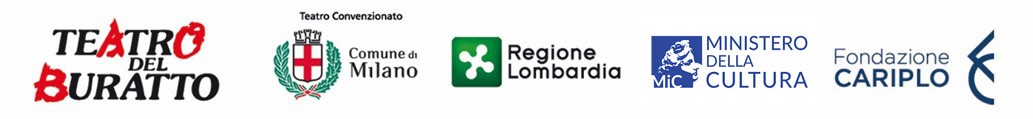 TEATRO
DEL
BURATTO
Teatro Convenzionato
Comune di
Milano
Regione
Lombardia
MiC
MINISTERO
DELLA
CULTURA
Fondazione
CARIPLO